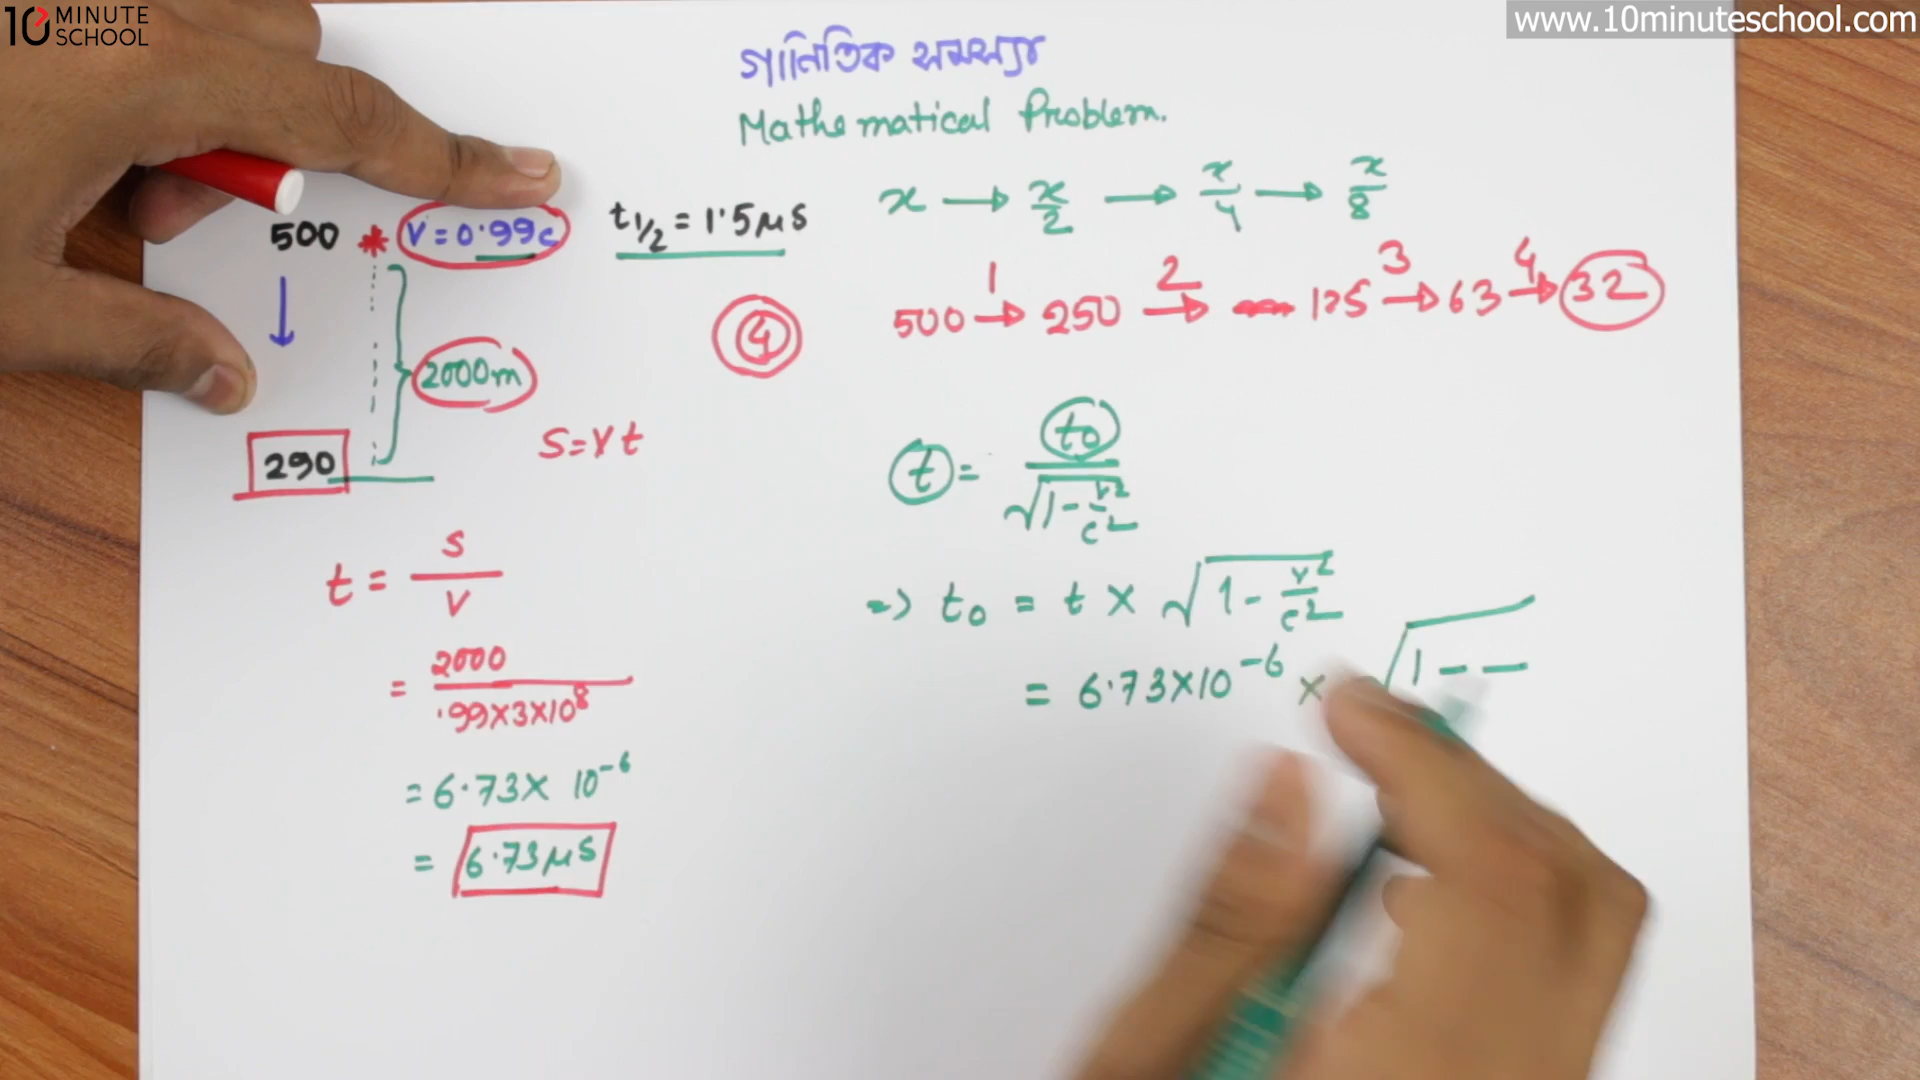 10 MINUTE SCHOOL
www.10minuteschool.com
গানিতিক সমস্যা
Mathematical Problem.
x → x/2 → x/4 → x/8
500 * V = 0.99c
t1/2 = 1.5μs
500 1→ 250 2→ 125 3→ 63 4→ 32
4
2000m
290
S = vt
t = t₀/√(1-v²/c²)
t = s/v
⇒ t₀ = t × √(1-v²/c²)
= 2000/.99×3×10⁸
= 6.73×10⁻⁶ × √1 - –
= 6.73× 10⁻⁶
= 6.73μs